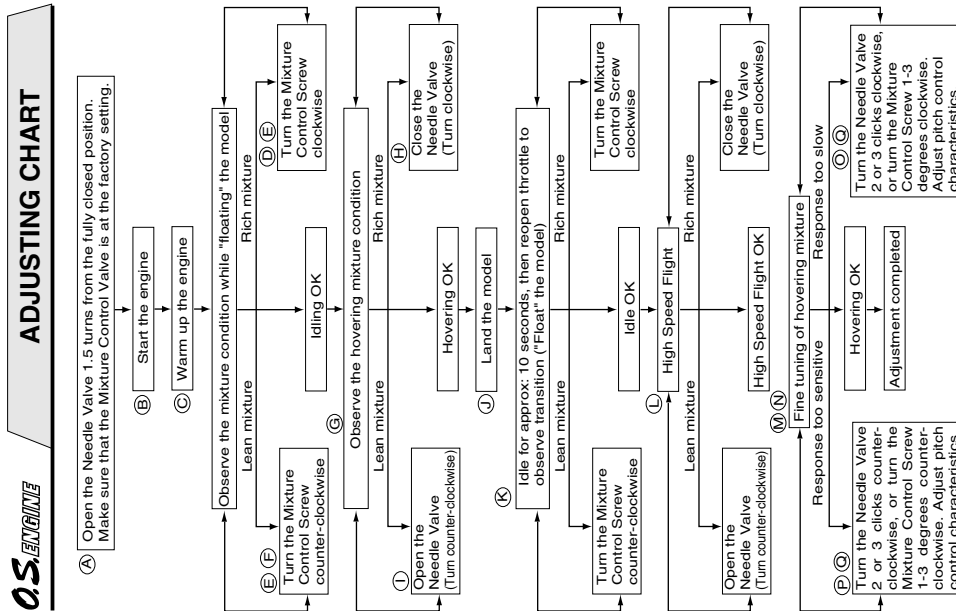 O.S.ENGINE
ADJUSTING CHART
A
Open the Needle Valve 1.5 turns from the fully closed position.
Make sure that the Mixture Control Valve is at the factory setting.
B
Start the engine
C
Warm up the engine
Observe the mixture condition while "floating" the model
Lean mixture
Rich mixture
E F
Turn the Mixture
Control Screw
counter-clockwise
Idling OK
D E
Turn the Mixture
Control Screw
clockwise
G
Observe the hovering mixture condition
Lean mixture
Rich mixture
I
Open the
Needle Valve
(Turn counter-clockwise)
Hovering OK
H
Close the
Needle Valve
(Turn clockwise)
J
Land the model
K
Idle for approx: 10 seconds, then reopen throttle to
observe transition ("Float" the model)
Lean mixture
Rich mixture
Turn the Mixture
Control Screw
counter-clockwise
Idle OK
Turn the Mixture
Control Screw
clockwise
L
High Speed Flight
Lean mixture
Rich mixture
Open the
Needle Valve
(Turn counter-clockwise)
High Speed Flight OK
Close the
Needle Valve
(Turn clockwise)
M N
Fine tuning of hovering mixture
Response too sensitive
Response too slow
P Q
Turn the Needle Valve
2 or 3 clicks counter-
clockwise, or turn the
Mixture Control Screw
1-3 degrees counter-
clockwise. Adjust pitch
control characteristics
Hovering OK
Adjustment completed
O Q
Turn the Needle Valve
2 or 3 clicks clockwise,
or turn the Mixture
Control Screw 1-3
degrees clockwise.
Adjust pitch control
characteristics